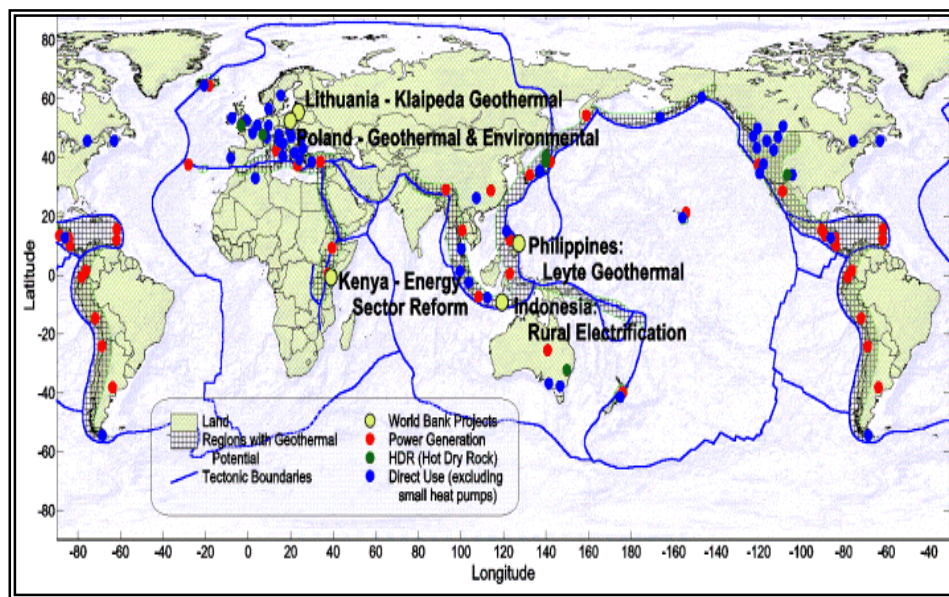 80
60
40
20
0
-20
-40
-60
-80
Latitude
Lithuania - Klaipeda Geothermal
Poland - Geothermal & Environmental
Philippines:
Leyte Geothermal
Kenya - Energy
Sector Reform
Indonesia:
Rural Electrification
Land
Regions with Geothermal
Potential
Tectonic Boundaries
World Bank Projects
Power Generation
HDR (Hot Dry Rock)
Direct Use (excluding
small heat pumps)
-80 -60 -40 -20 0 20 40 60 80 100 120 140 160 180 -160 -140 -120 -100 -80 -60 -40
Longitude